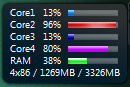 Core1 13%
Core2 96%
Core3 13%
Core4 80%
RAM 38%
4x86 / 1269MB / 3326MB